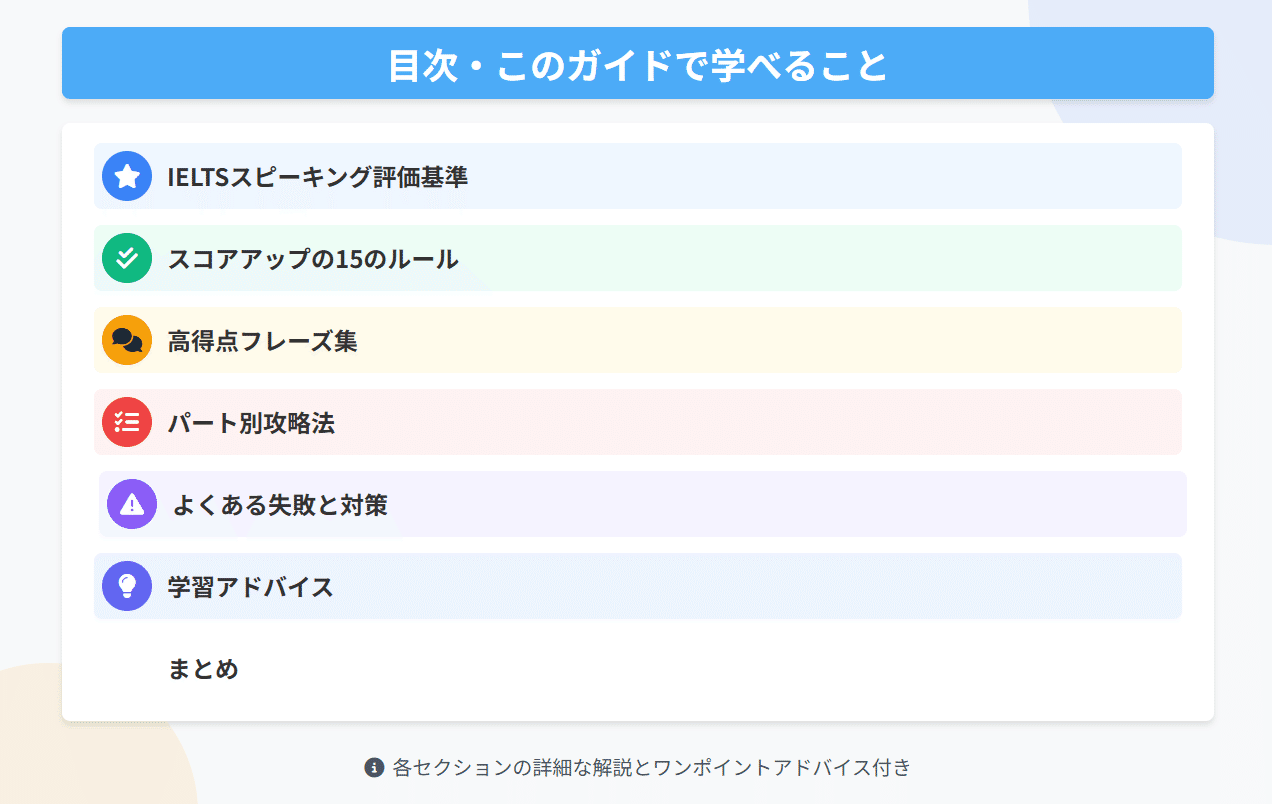 目次・このガイドで学べること
IELTSスピーキング評価基準
スコアアップの15のルール
高得点フレーズ集
パート別攻略法
よくある失敗と対策
学習アドバイス
まとめ
各セクションの詳細な解説とワンポイントアドバイス付き